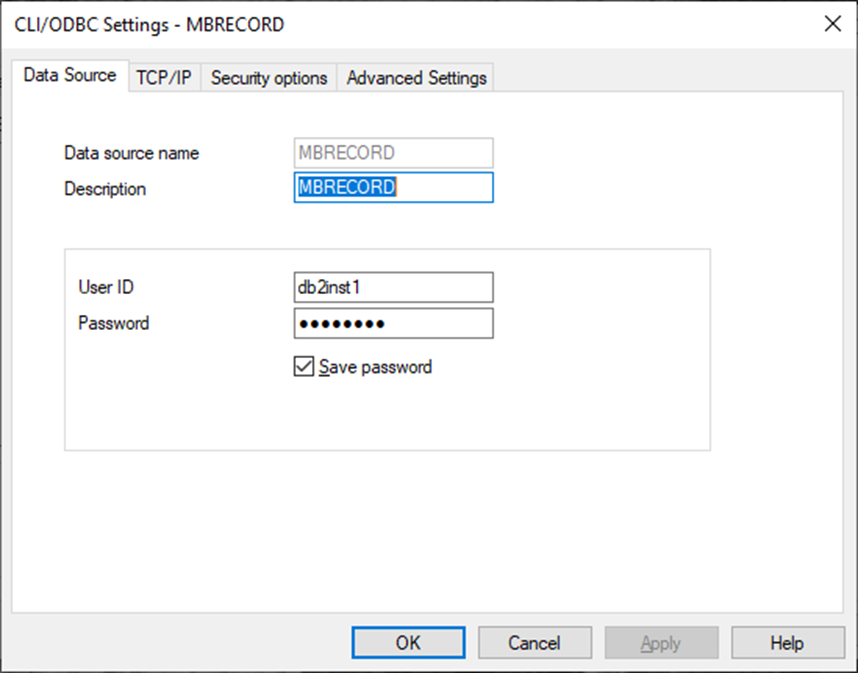 CLI/ODBC Settings - MBRECORD
Data Source TCP/IP Security options Advanced Settings
Data source name MBRECORD
Description MBRECORD
User ID db2inst1
Password ●●●●●●●●
Save password
OK Cancel Apply Help